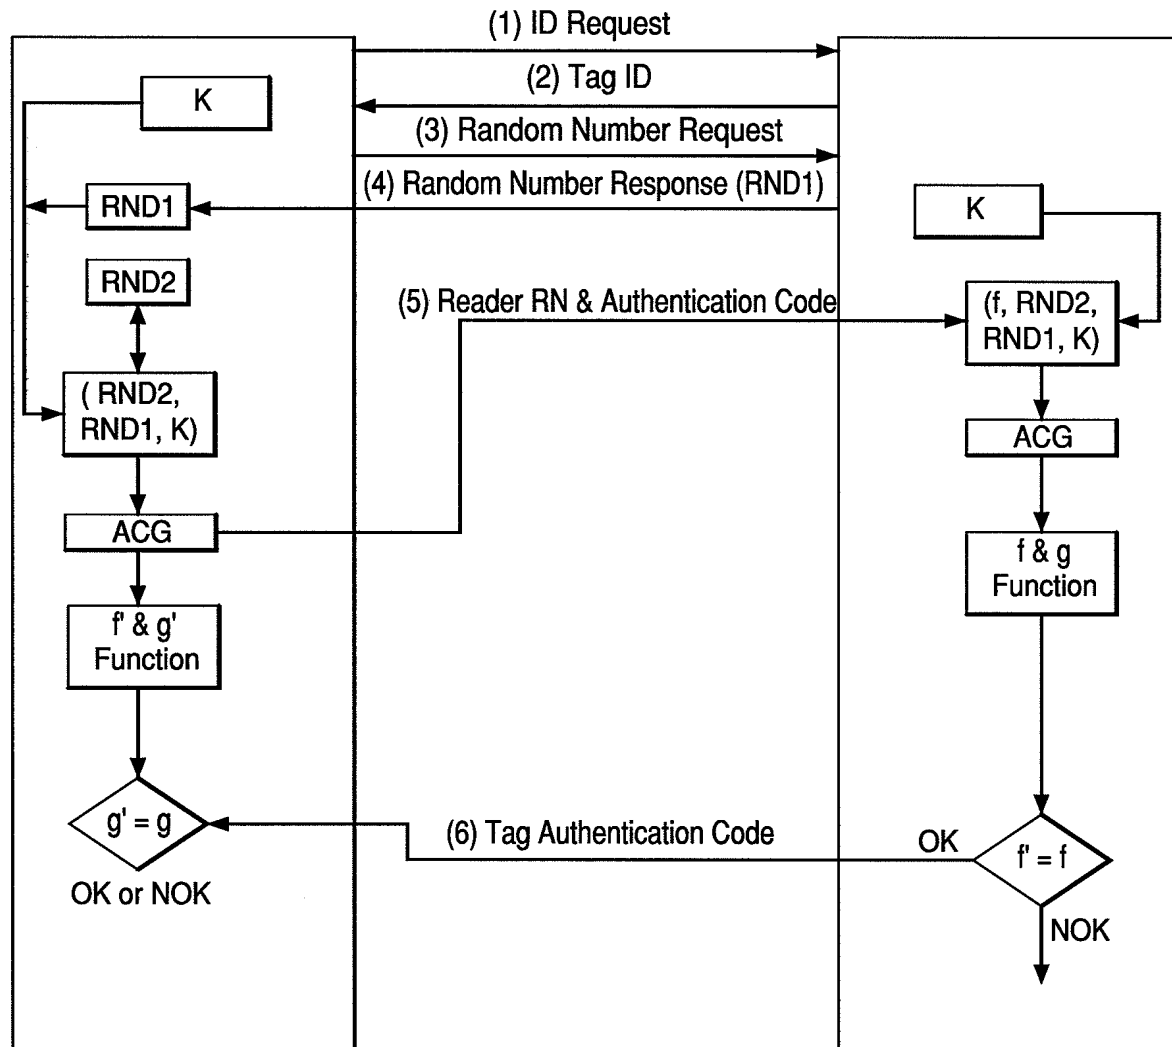 (1) ID Request
(2) Tag ID
K
(3) Random Number Request
(4) Random Number Response (RND1)
RND1
K
RND2
(5) Reader RN & Authentication Code
(f, RND2,
RND1, K)
( RND2,
RND1, K)
ACG
ACG
f & g
Function
f' & g'
Function
g' = g
(6) Tag Authentication Code
OK
f' = f
OK or NOK
NOK